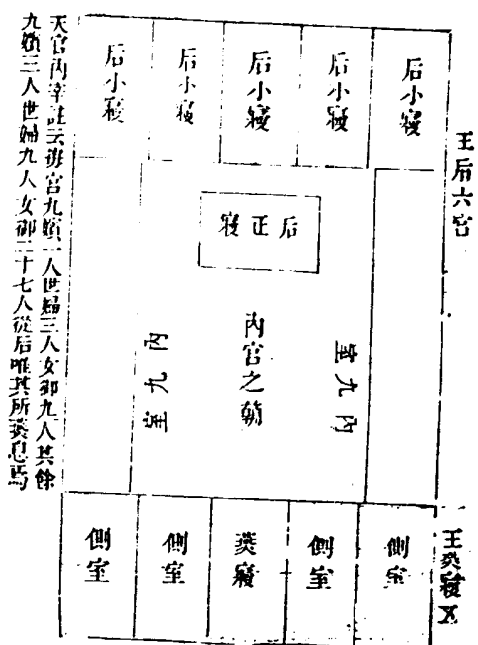 王后六宮
后小寢
后小寢
后小寢
后小寢
后小寢
后正寢
內九室
內官之朝
內九室
王燕寢
側室
側室
燕寢
側室
側室
天官內宰註云每宮九嬪一人世婦三人女御九人其餘
九嬪三人世婦九人女御二十七人從后唯其所燕息焉